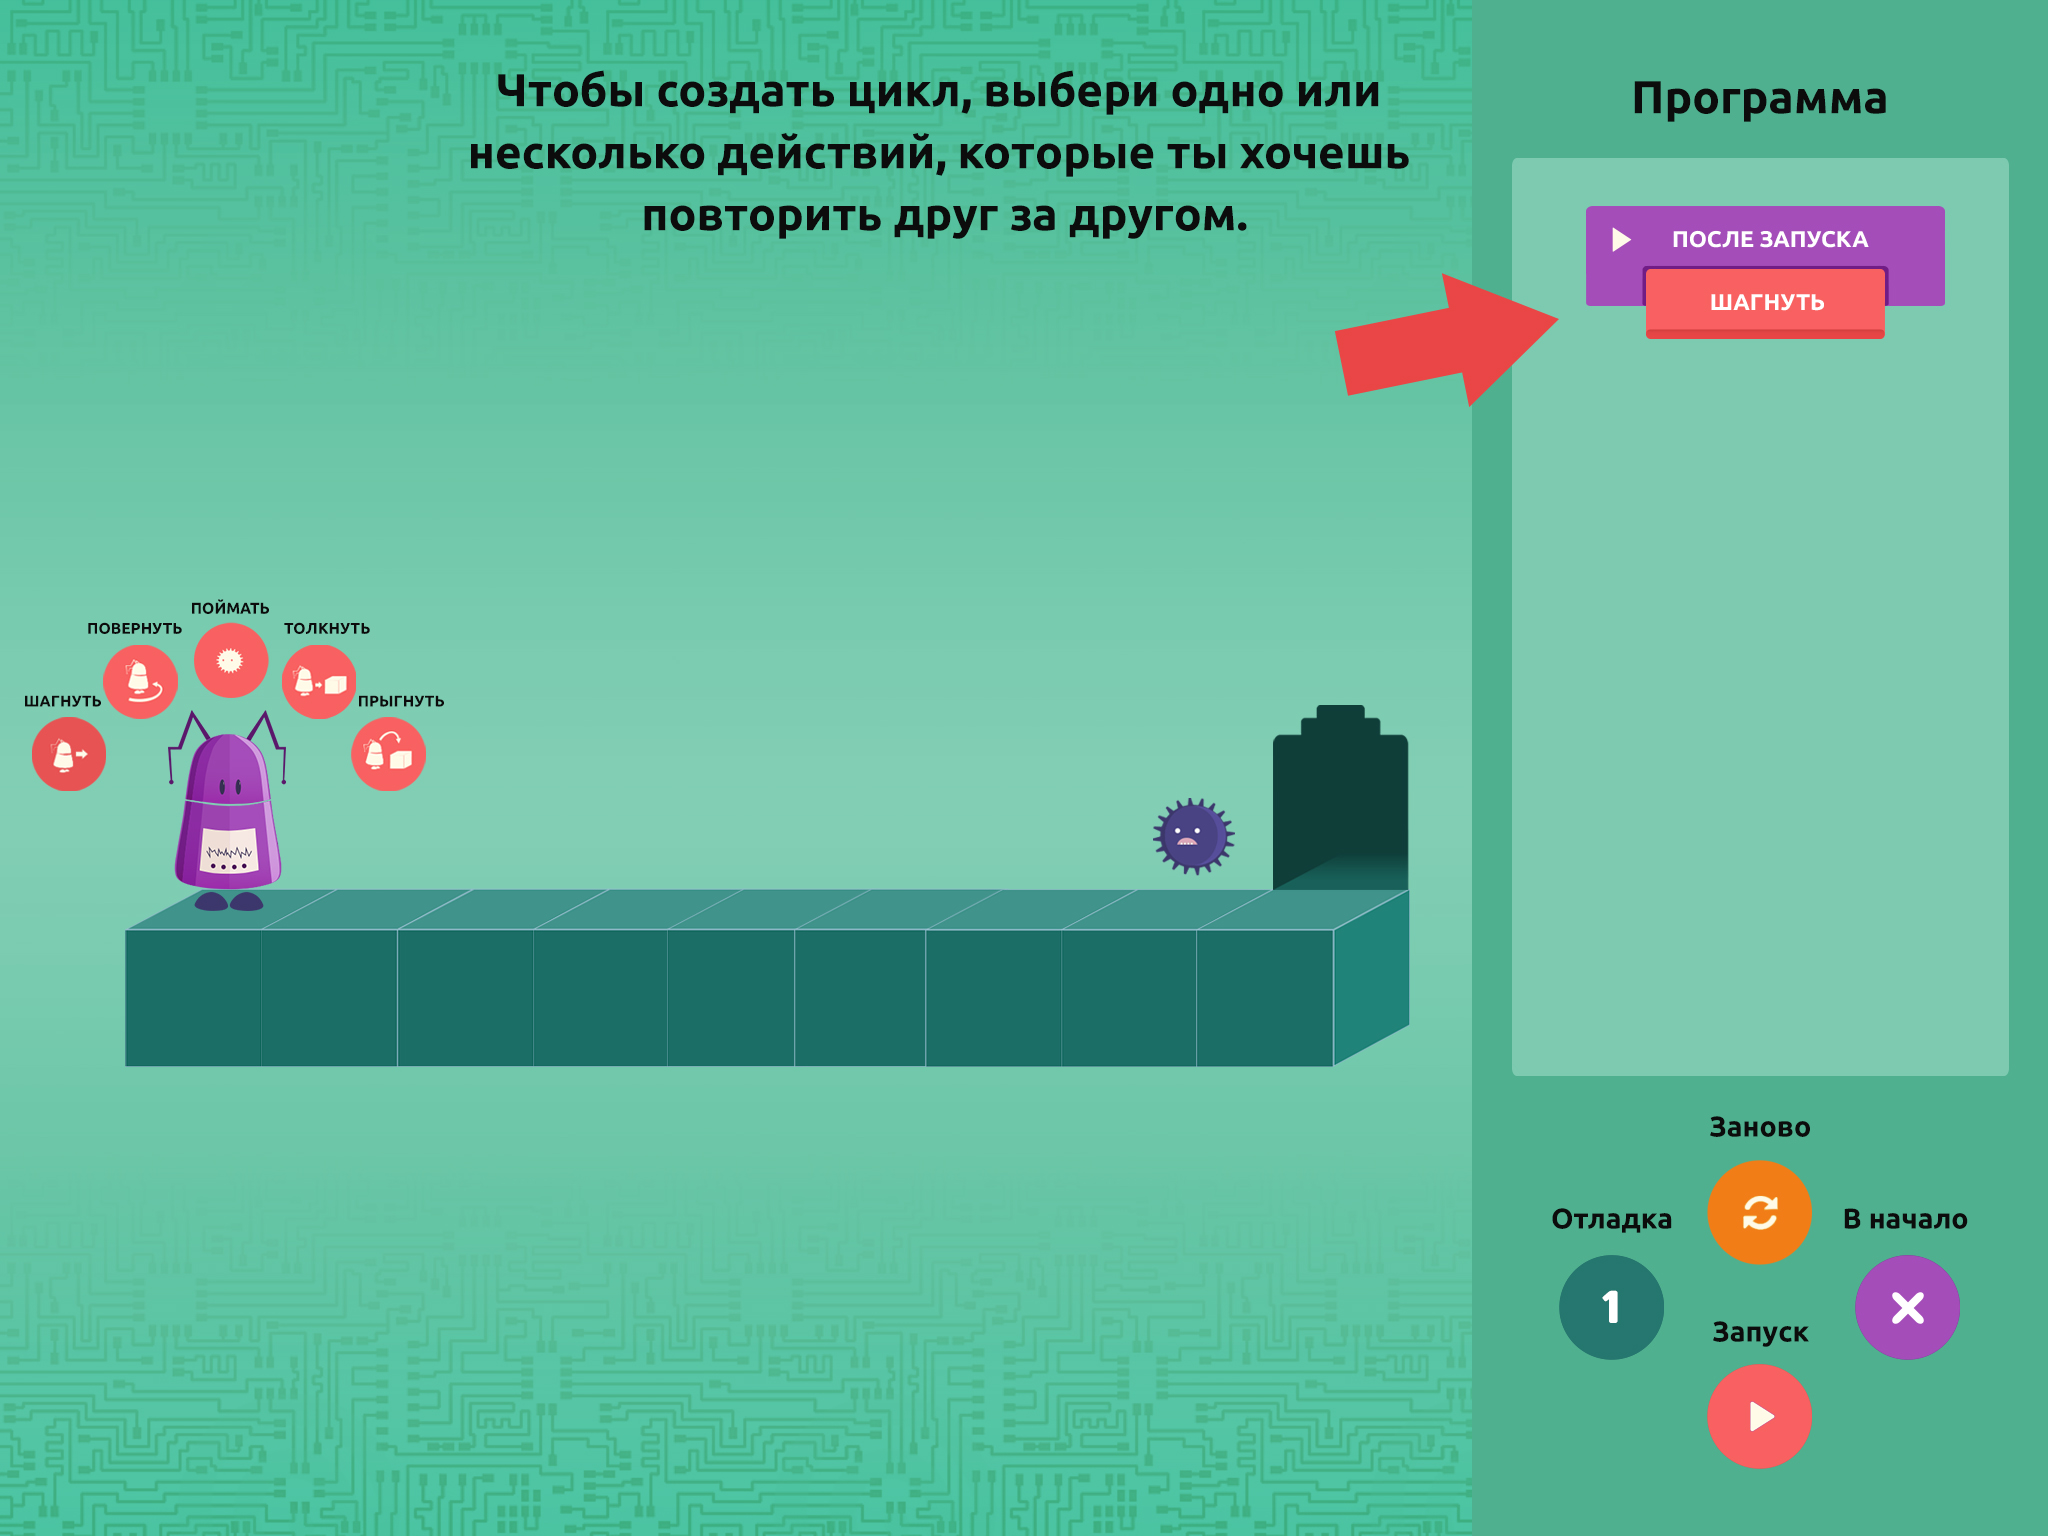 Чтобы создать цикл, выбери одно или
несколько действий, которые ты хочешь
повторить друг за другом.
Программа
ПОСЛЕ ЗАПУСКА
ШАГНУТЬ
ПОЙМАТЬ
ПОВЕРНУТЬ
ТОЛКНУТЬ
ШАГНУТЬ
ПРЫГНУТЬ
Заново
Отладка
В начало
1
Запуск